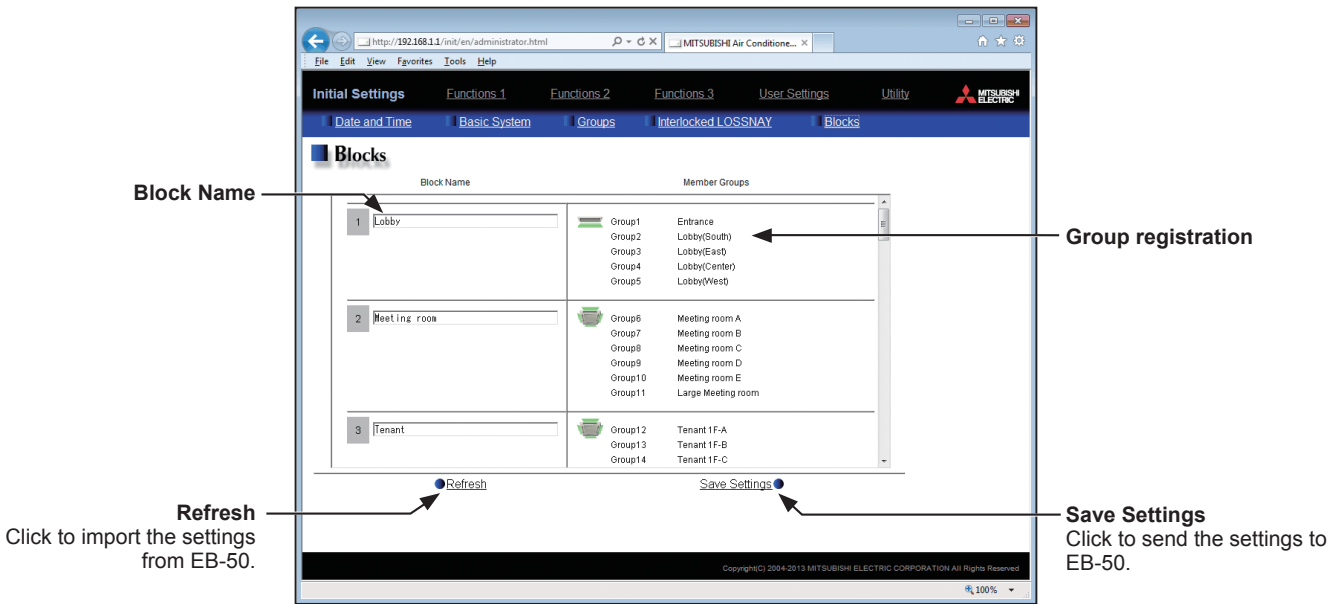 http://192.168.1.1/init/en/administrator.html
MITSUBISHI Air Conditione...
File Edit View Favorites Tools Help
Initial Settings Functions 1 Functions 2 Functions 3 User Settings Utility MITSUBISHI ELECTRIC
Date and Time Basic System Groups Interlocked LOSSNAY Blocks
Blocks
Block Name Member Groups
Block Name
1 Lobby Group1 Entrance
Group2 Lobby(South)
Group registration
Group3 Lobby(East)
Group4 Lobby(Center)
Group5 Lobby(West)
2 Meeting room Group6 Meeting room A
Group7 Meeting room B
Group8 Meeting room C
Group9 Meeting room D
Group10 Meeting room E
Group11 Large Meeting room
3 Tenant Group12 Tenant 1F-A
Group13 Tenant 1F-B
Group14 Tenant 1F-C
Refresh Save Settings
Refresh
Click to import the settings
from EB-50.
Save Settings
Click to send the settings to
EB-50.
Copyright(C) 2004-2013 MITSUBISHI ELECTRIC CORPORATION All Rights Reserved
100%